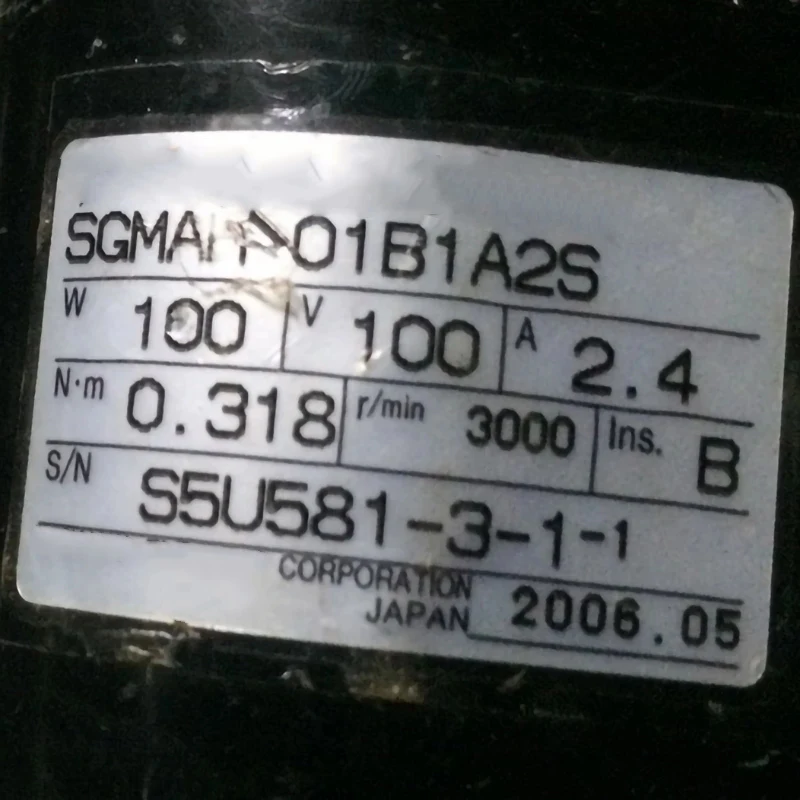 SGMAH-01B1A2S
W 100 V 100 A 2.4
N·m 0.318 r/min 3000 Ins. B
S/N S5U581-3-1-1
CORPORATION
JAPAN 2006.05